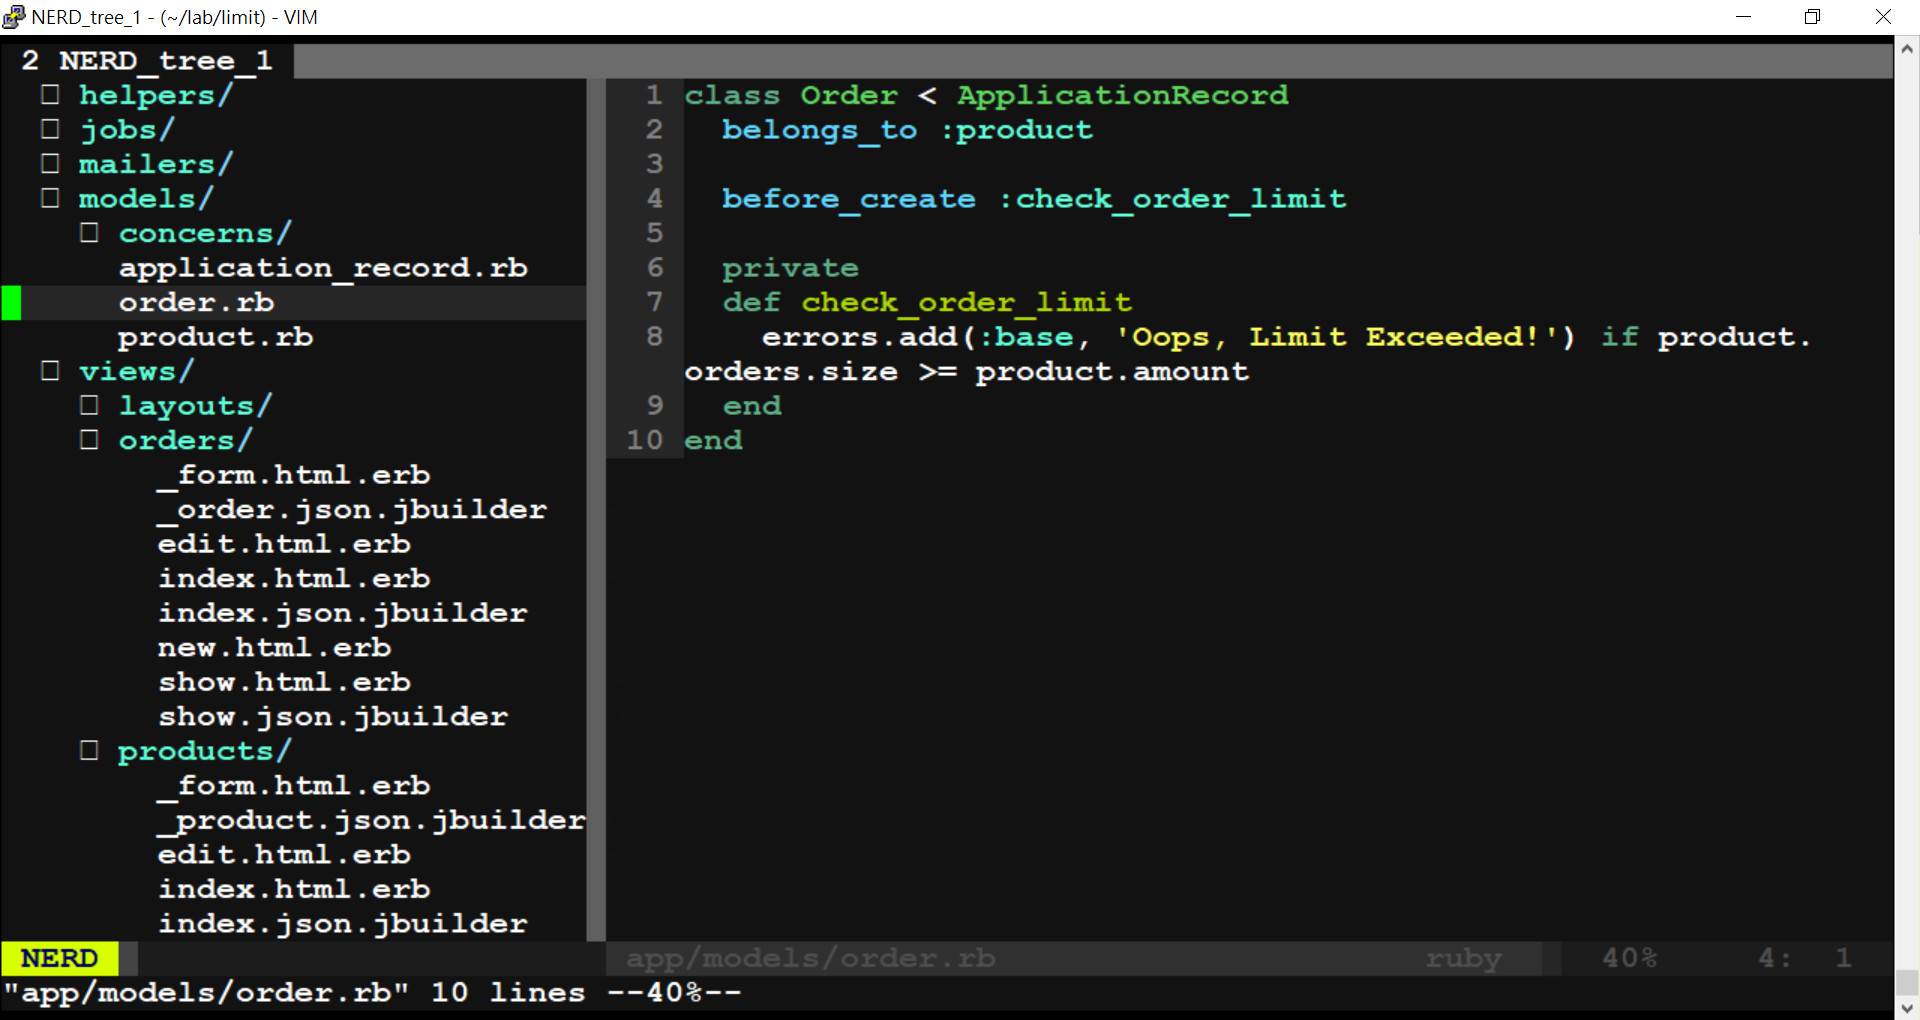 NERD_tree_1 - (~/lab/limit) - VIM
2 NERD_tree_1
helpers/
jobs/
mailers/
models/
concerns/
application_record.rb
order.rb
product.rb
views/
layouts/
orders/
_form.html.erb
_order.json.jbuilder
edit.html.erb
index.html.erb
index.json.jbuilder
new.html.erb
show.html.erb
show.json.jbuilder
products/
_form.html.erb
_product.json.jbuilder
edit.html.erb
index.html.erb
index.json.jbuilder
1 class Order < ApplicationRecord
2   belongs_to :product
3
4   before_create :check_order_limit
5
6   private
7   def check_order_limit
8     errors.add(:base, 'Oops, Limit Exceeded!') if product.
orders.size >= product.amount
9   end
10 end
NERD
app/models/order.rb ruby 40% 4: 1
"app/models/order.rb" 10 lines --40%--